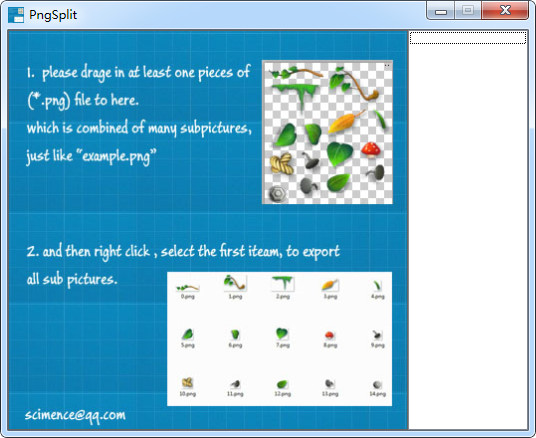 PngSplit
1. please drage in at least one pieces of
(*.png) file to here.
which is combined of many subpictures,
just like "example.png"
2. and then right click , select the first iteam, to export
all sub pictures.
0.png 1.png 2.png 3.png 4.png
5.png 6.png 7.png 8.png 9.png
10.png 11.png 12.png 13.png 14.png
scimence@qq.com